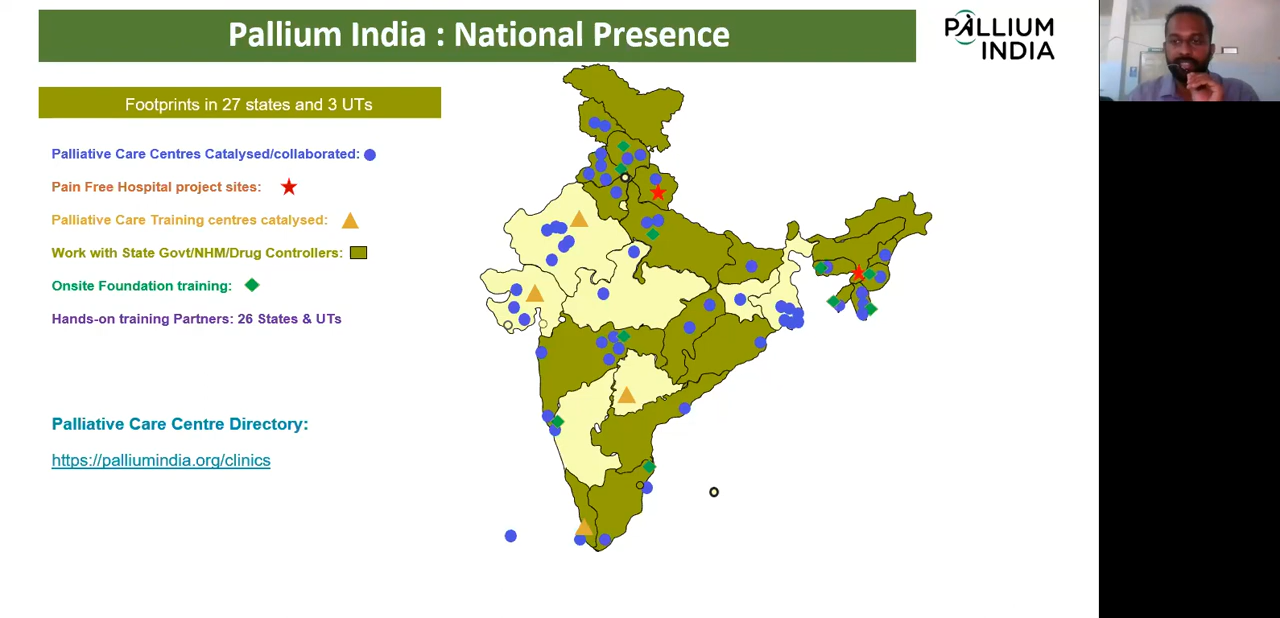 Pallium India : National Presence
PALLIUM
INDIA
Footprints in 27 states and 3 UTs
Palliative Care Centres Catalysed/collaborated:
Pain Free Hospital project sites:
Palliative Care Training centres catalysed:
Work with State Govt/NHM/Drug Controllers:
Onsite Foundation training:
Hands-on training Partners: 26 States & UTs
Palliative Care Centre Directory:
https://palliumindia.org/clinics